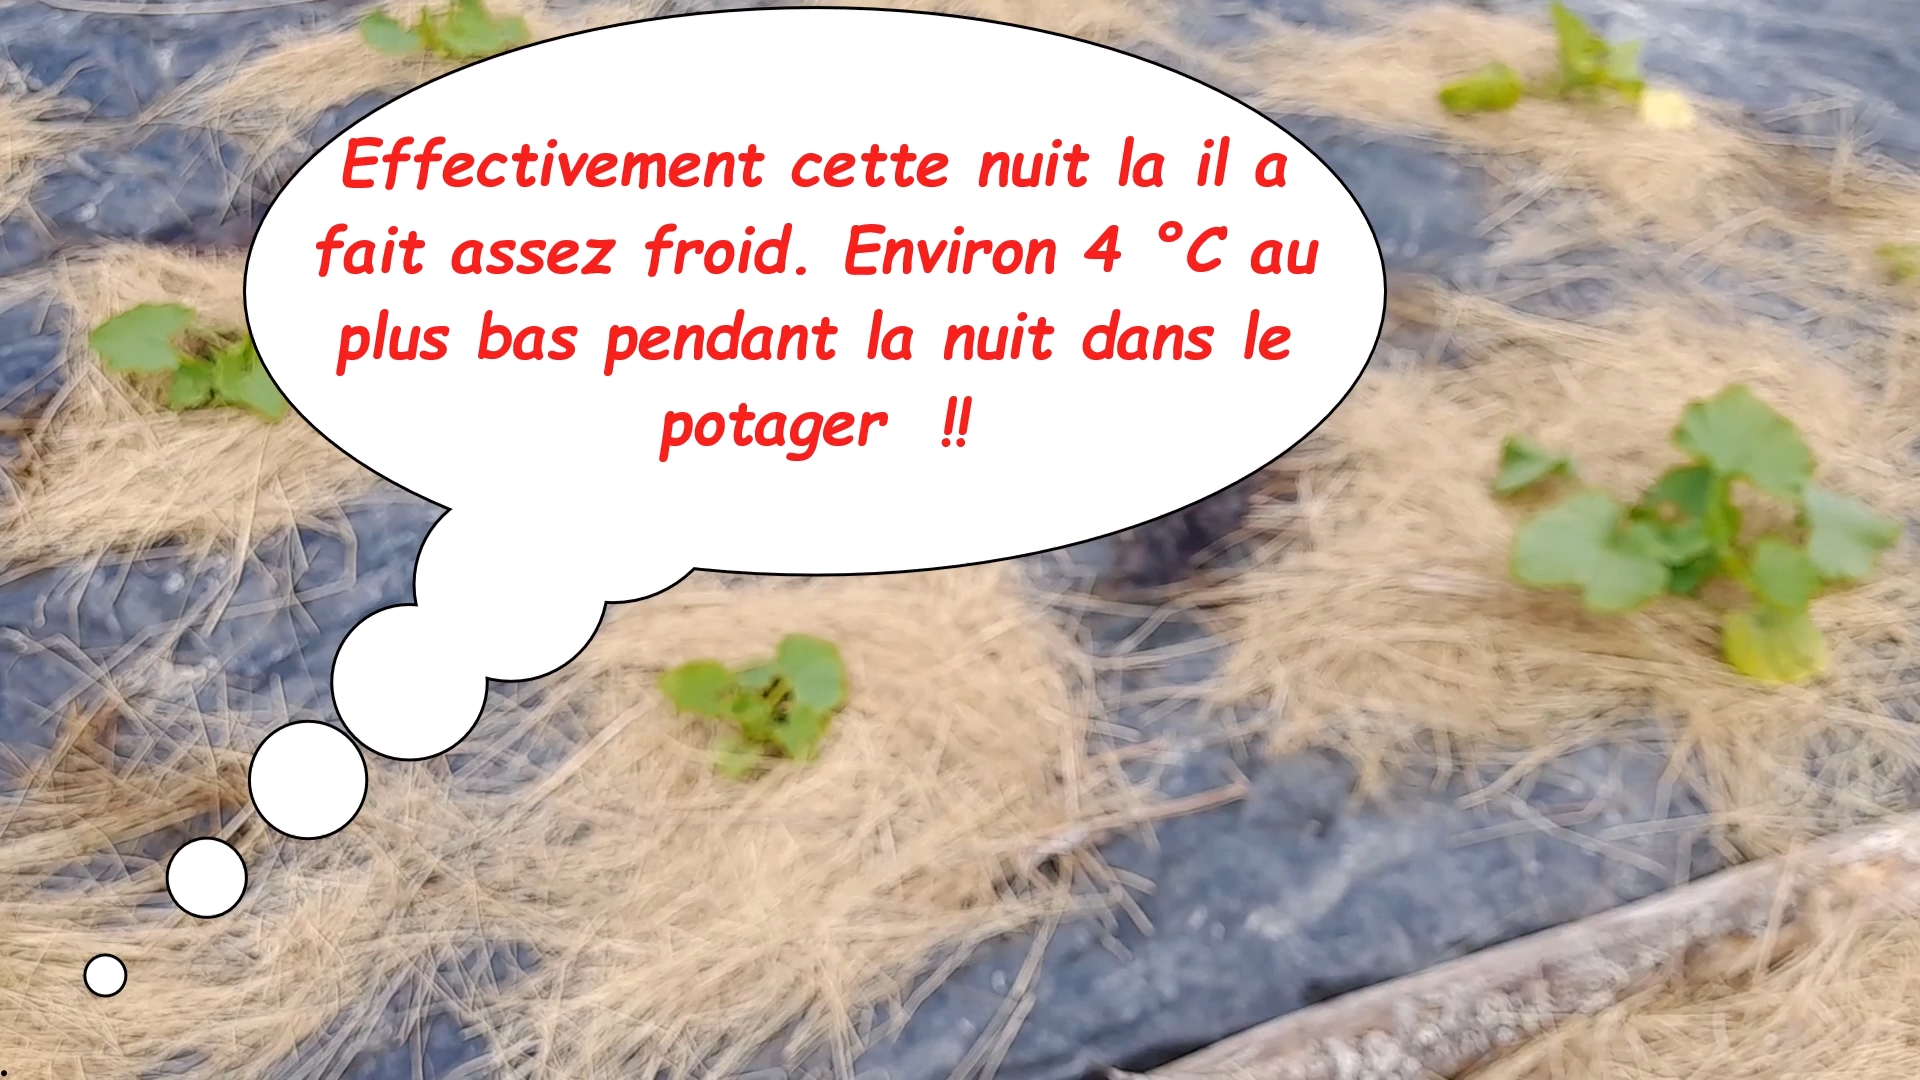 Effectivement cette nuit la il a
fait assez froid. Environ 4 °C au
plus bas pendant la nuit dans le
potager  !!